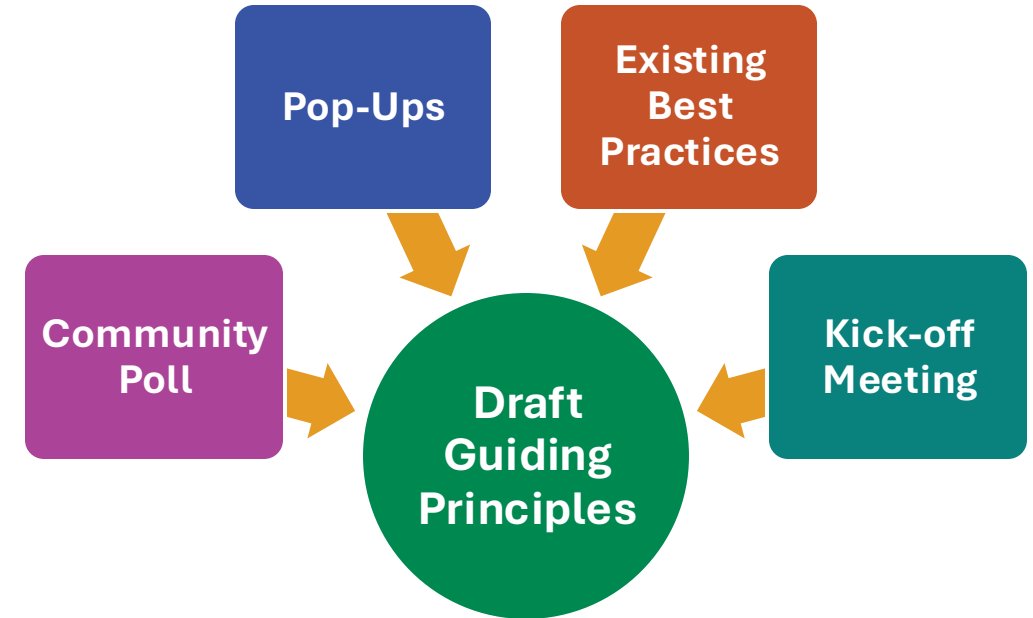 Pop-Ups
Existing
Best
Practices
Community
Poll
Kick-off
Meeting
Draft
Guiding
Principles